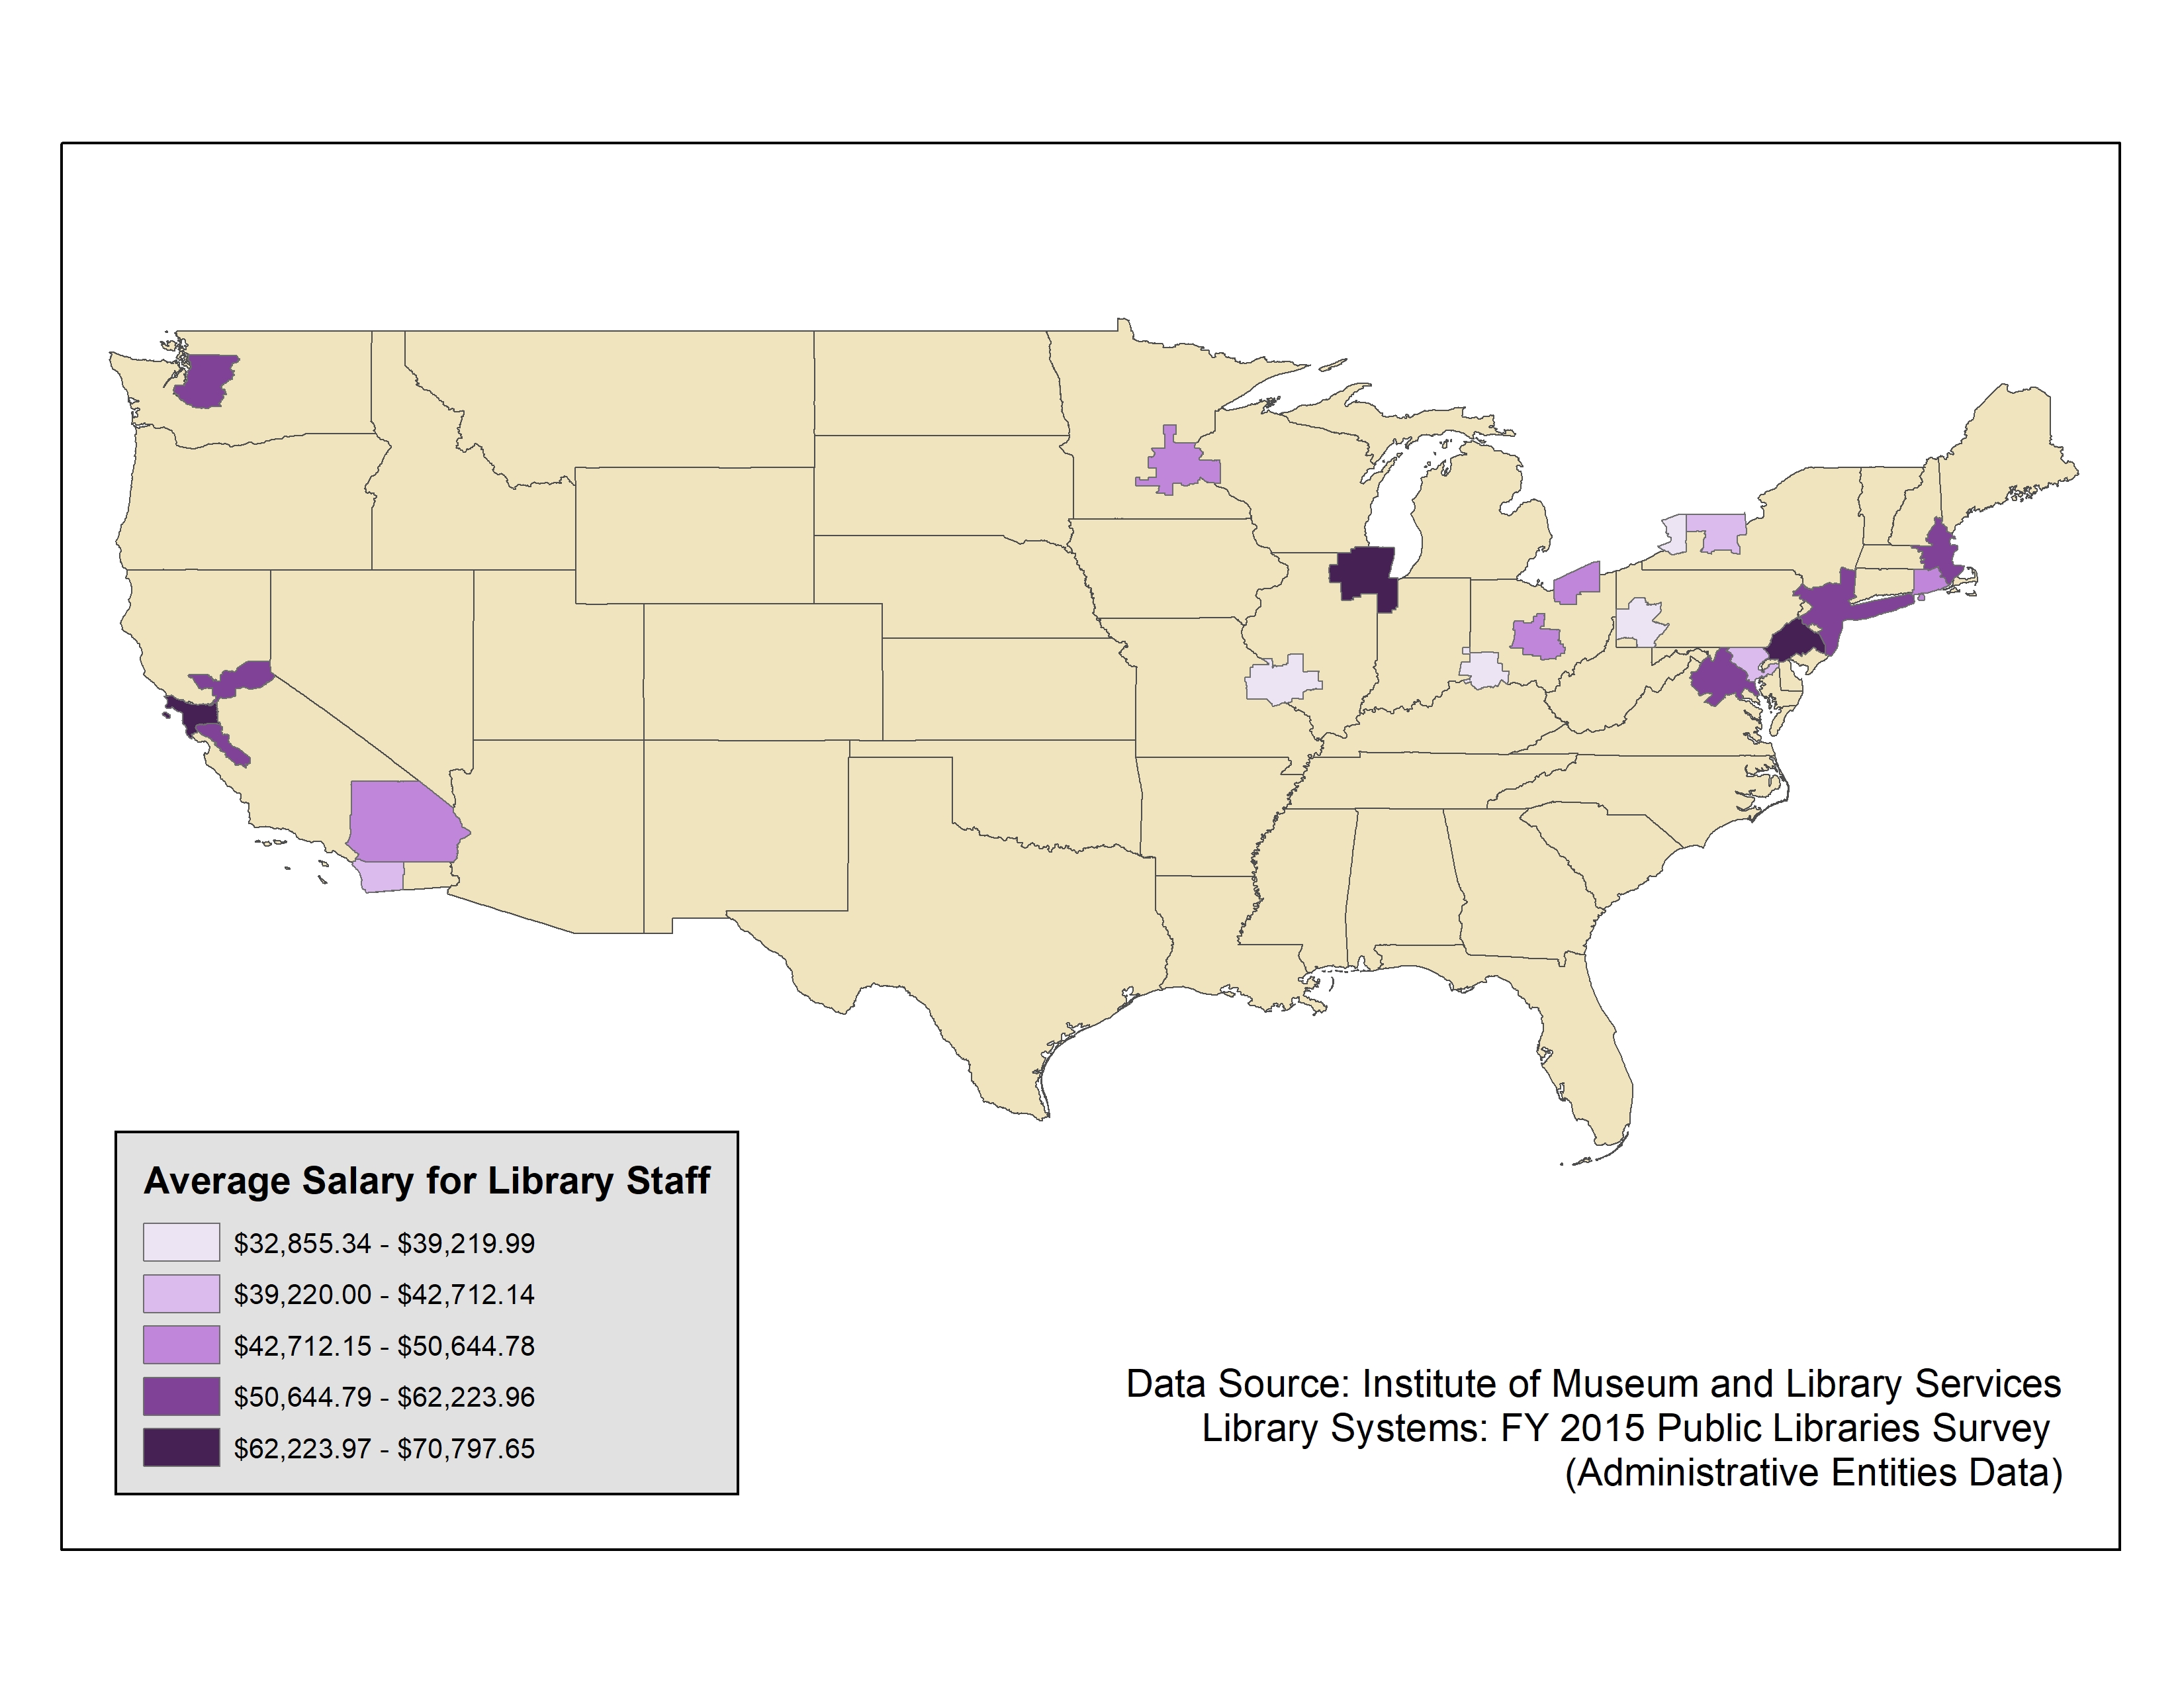 Average Salary for Library Staff
$32,855.34 - $39,219.99
$39,220.00 - $42,712.14
$42,712.15 - $50,644.78
$50,644.79 - $62,223.96
$62,223.97 - $70,797.65
Data Source: Institute of Museum and Library Services
Library Systems: FY 2015 Public Libraries Survey
(Administrative Entities Data)